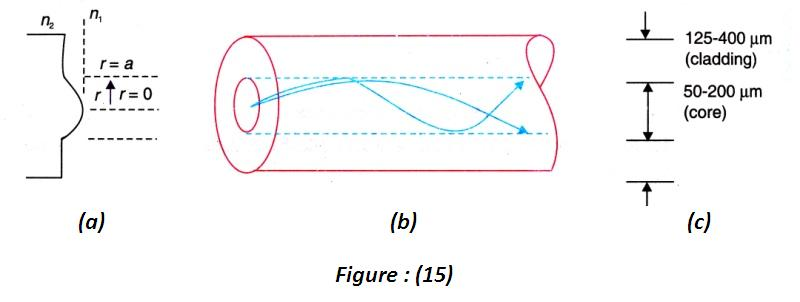 n₂
n₁
r = a
r
r = 0
(a)
(b)
125-400 μm
(cladding)
50-200 μm
(core)
(c)
Figure : (15)